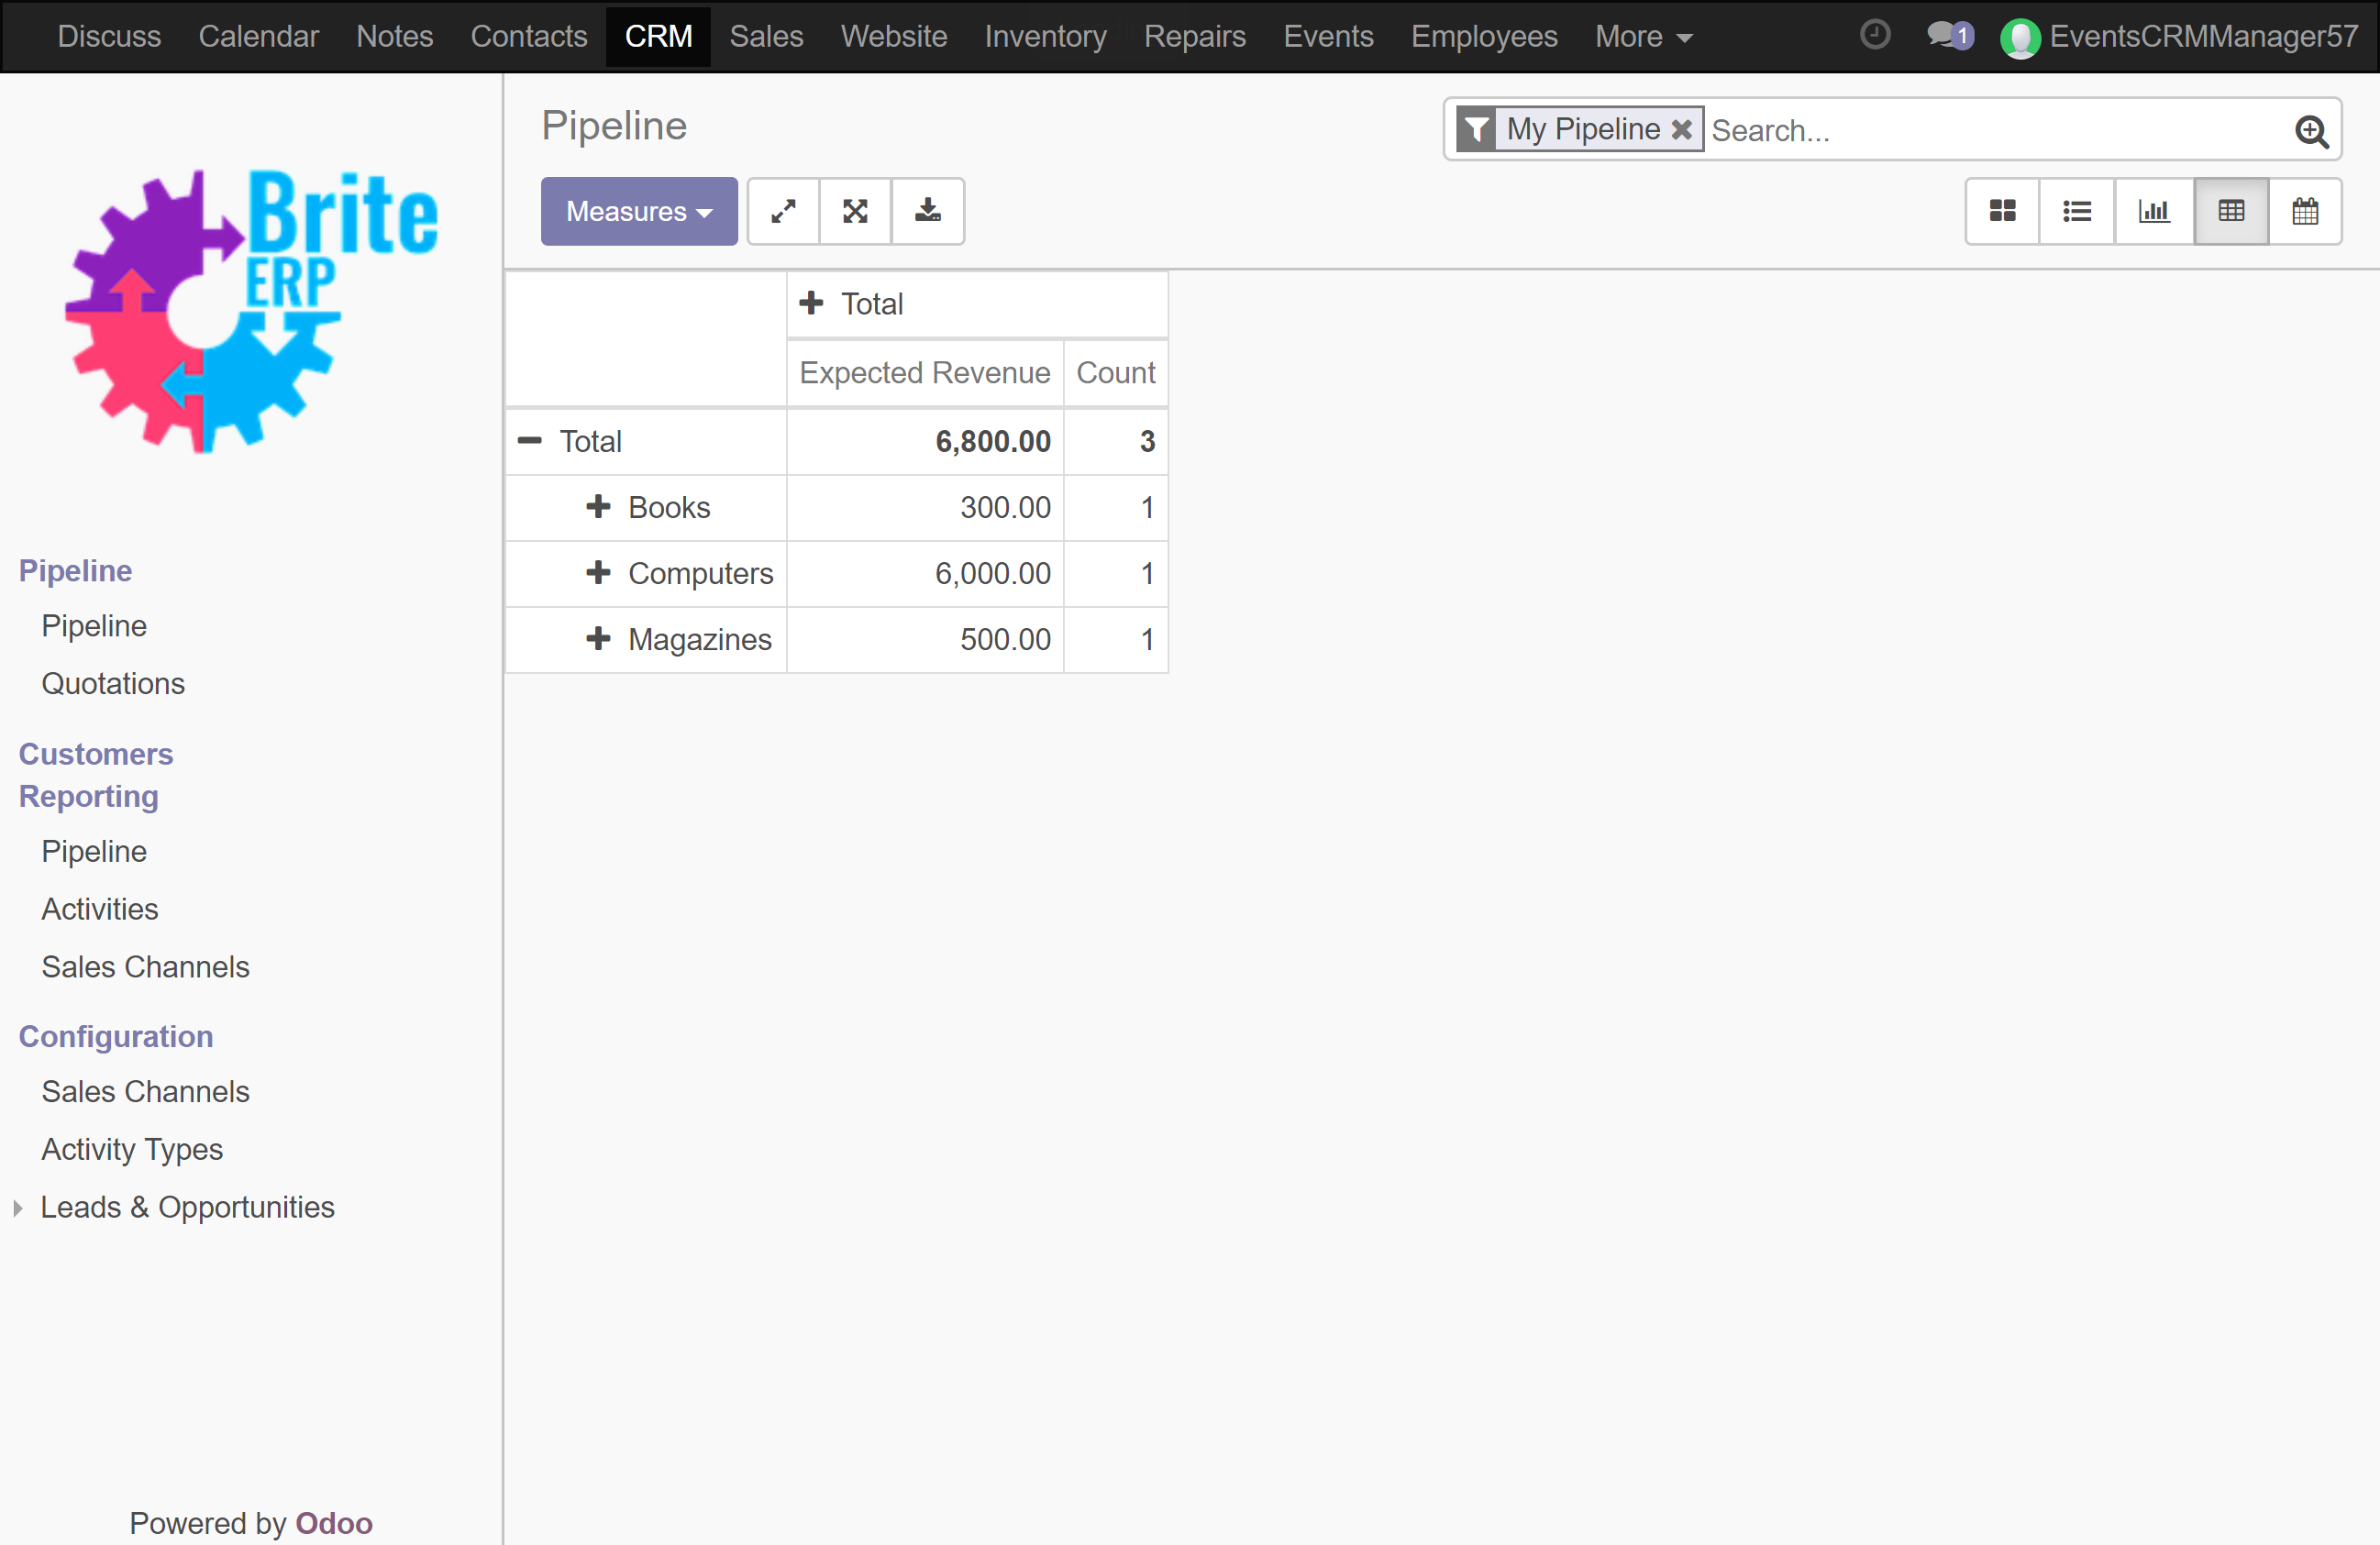 Discuss Calendar Notes Contacts CRM Sales Website Inventory Repairs Events Employees More 1 EventsCRMManager57
Brite
ERP
Pipeline
Pipeline
Quotations
Customers
Reporting
Pipeline
Activities
Sales Channels
Configuration
Sales Channels
Activity Types
Leads & Opportunities
Powered by Odoo
Pipeline
My Pipeline Search...
Measures
Total
Expected Revenue Count
Total 6,800.00 3
Books 300.00 1
Computers 6,000.00 1
Magazines 500.00 1